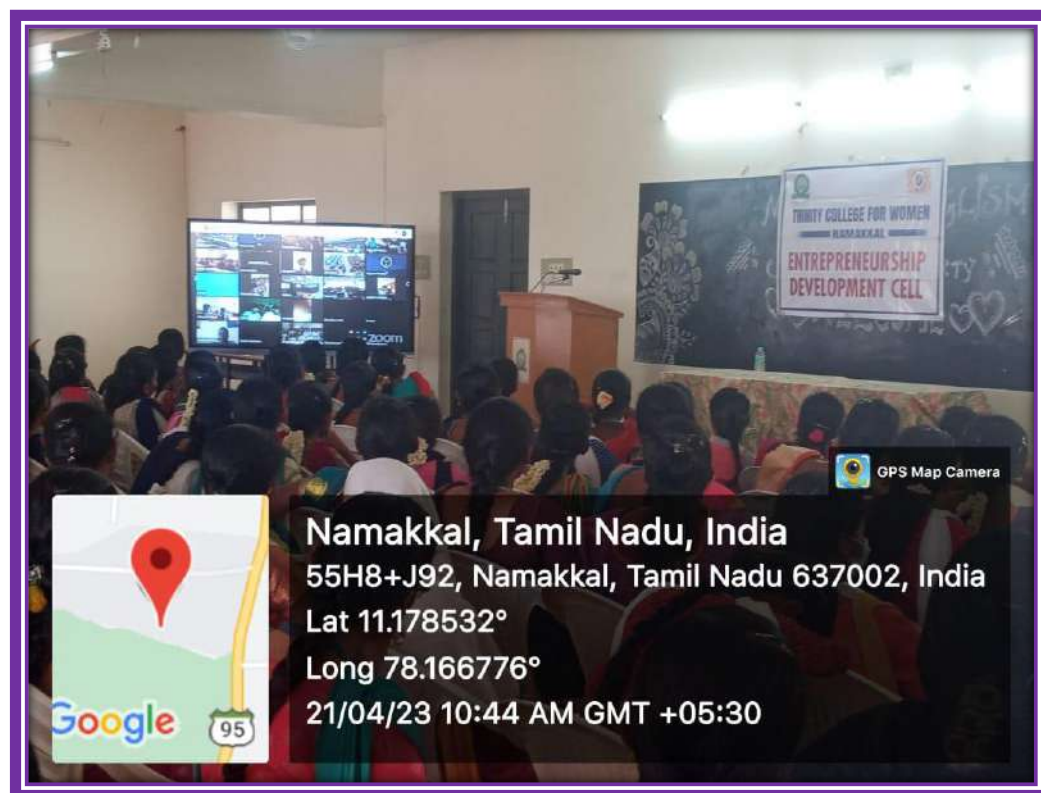 zoom
TRINITY COLLEGE FOR WOMEN
NAMAKKAL
ENTREPRENEURSHIP
DEVELOPMENT CELL
GPS Map Camera
Namakkal, Tamil Nadu, India
55H8+J92, Namakkal, Tamil Nadu 637002, India
Lat 11.178532°
Long 78.166776°
21/04/23 10:44 AM GMT +05:30
Google
95